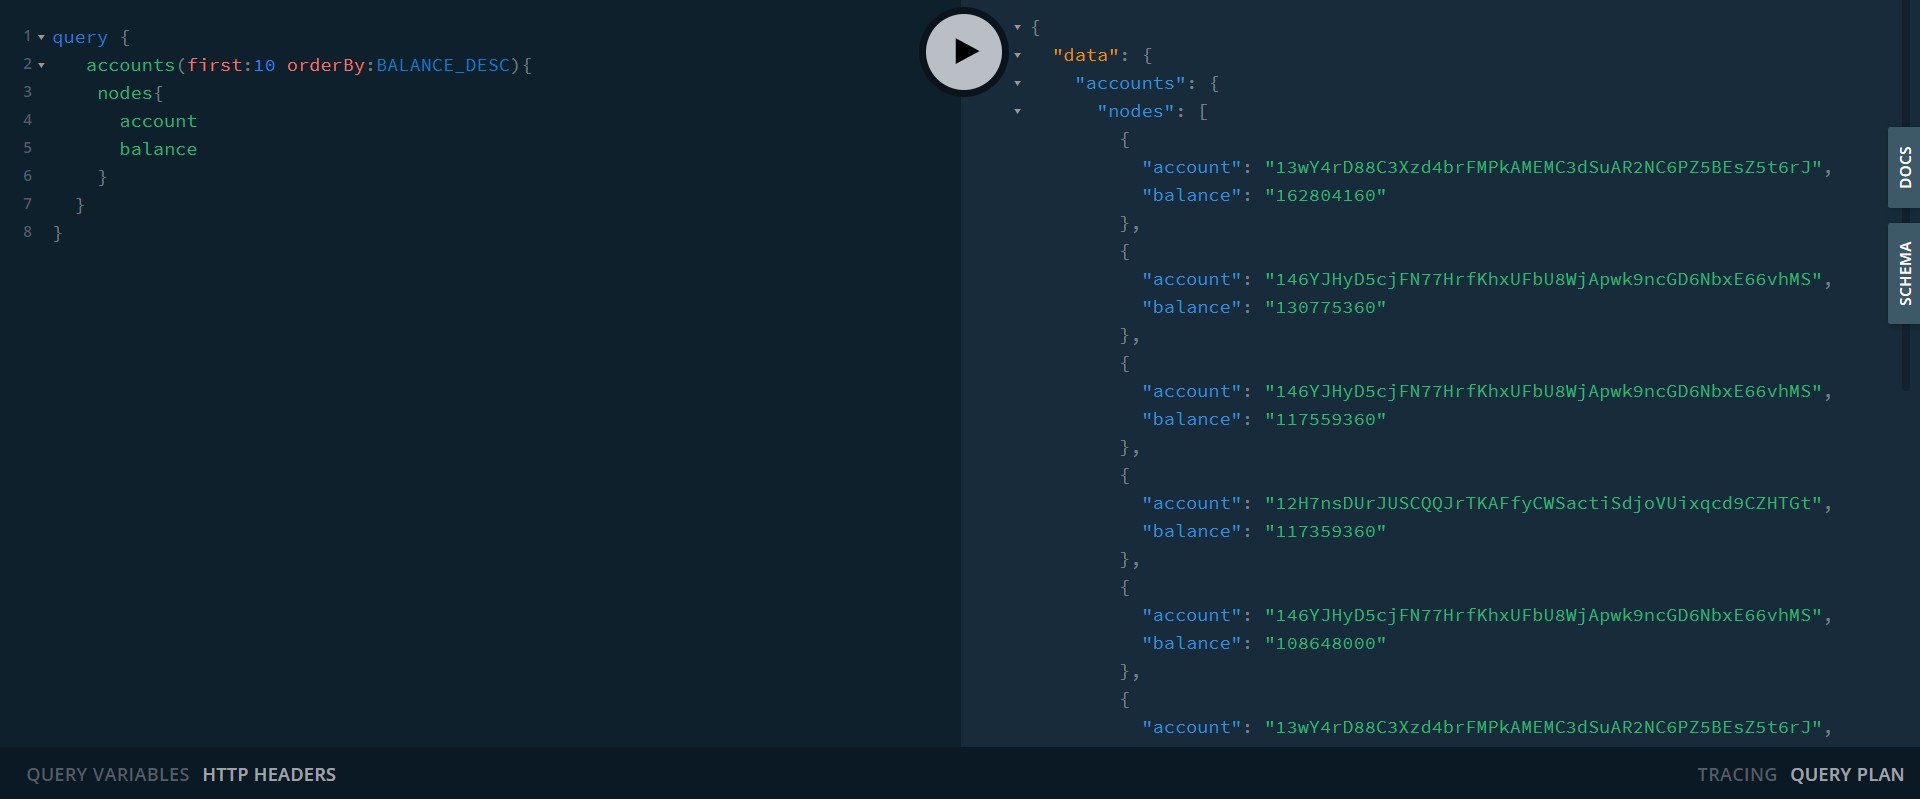 1 query {
2 accounts(first:10 orderBy:BALANCE_DESC){
3 nodes{
4 account
5 balance
6 }
7 }
8 }
{
"data": {
"accounts": {
"nodes": [
{
"account": "13wY4rD88C3Xzd4brFMPkAMEMC3dSuAR2NC6PZ5BEsZ5t6rJ",
"balance": "162804160"
},
{
"account": "146YJHyD5cjFN77HrfKhxUFbU8WjApwk9ncGD6NbxE66vhMS",
"balance": "130775360"
},
{
"account": "146YJHyD5cjFN77HrfKhxUFbU8WjApwk9ncGD6NbxE66vhMS",
"balance": "117559360"
},
{
"account": "12H7nsDUrJUSCQQJrTKAFfyCWSactiSdjoVUixqcd9CZHTGt",
"balance": "117359360"
},
{
"account": "146YJHyD5cjFN77HrfKhxUFbU8WjApwk9ncGD6NbxE66vhMS",
"balance": "108648000"
},
{
"account": "13wY4rD88C3Xzd4brFMPkAMEMC3dSuAR2NC6PZ5BEsZ5t6rJ",
DOCS
SCHEMA
QUERY VARIABLES HTTP HEADERS
TRACING QUERY PLAN